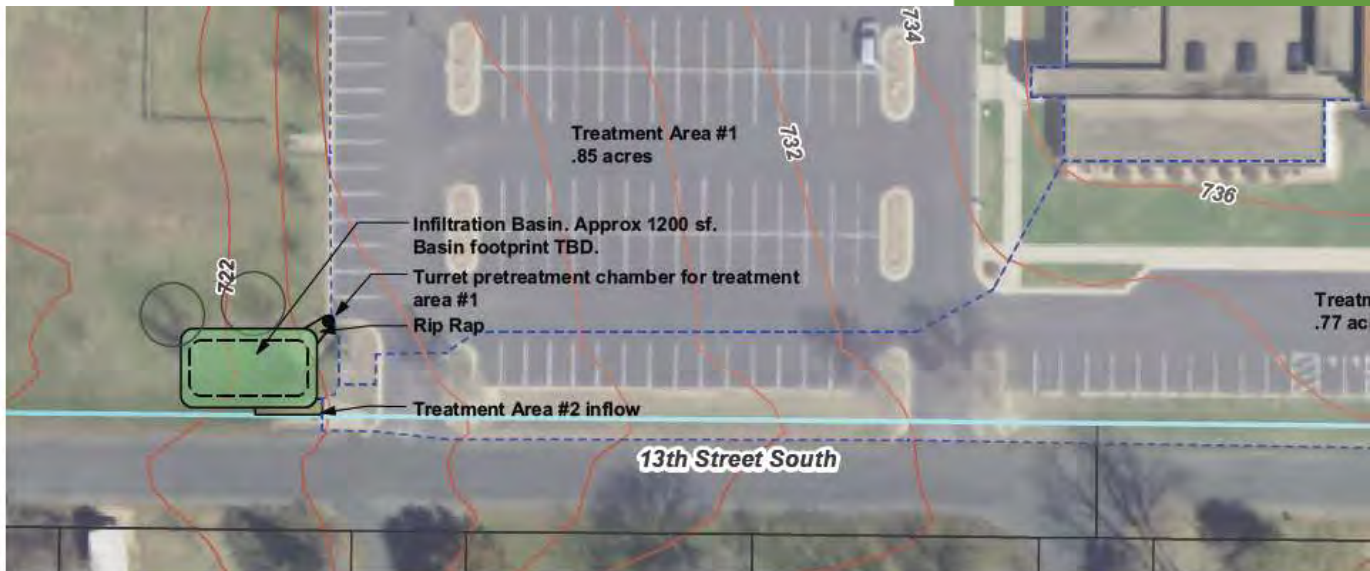 734
Treatment Area #1
.85 acres
732
736
Infiltration Basin. Approx 1200 sf.
Basin footprint TBD.
722
Turret pretreatment chamber for treatment
area #1
Rip Rap
Treatm
.77 ac
Treatment Area #2 inflow
13th Street South